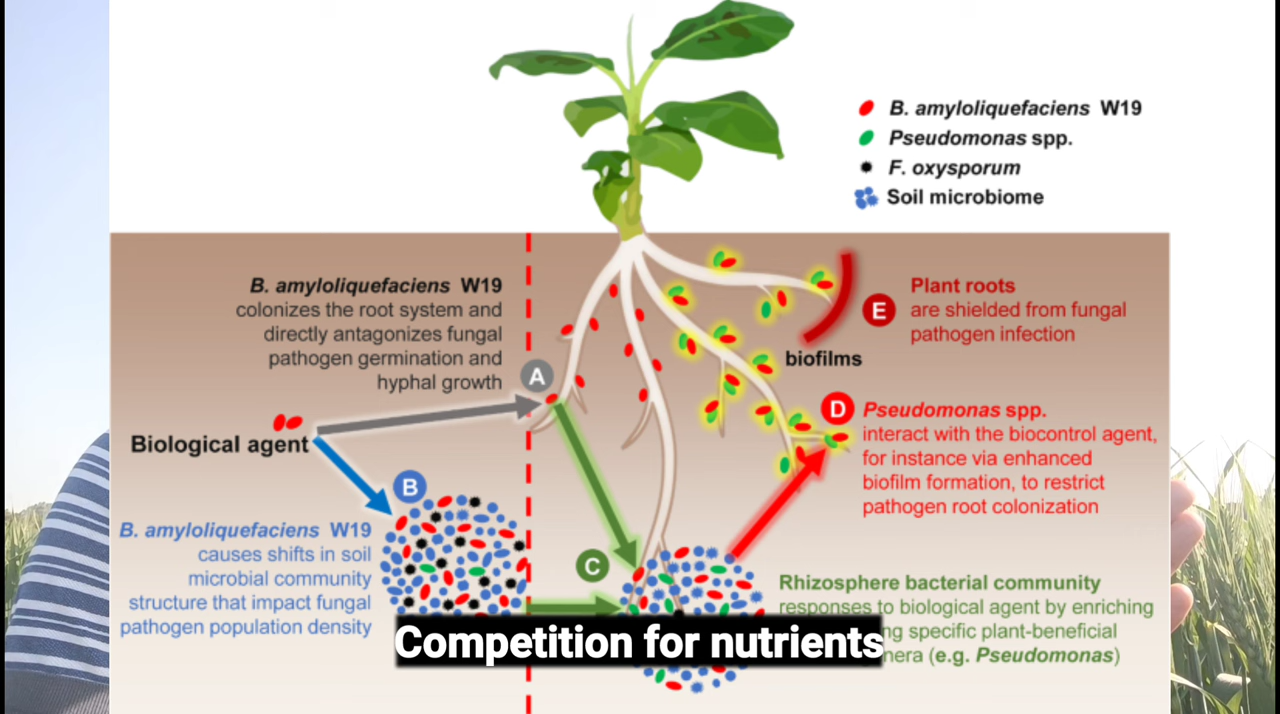 B. amyloliquefaciens W19
Pseudomonas spp.
F. oxysporum
Soil microbiome
B. amyloliquefaciens W19
colonizes the root system and
directly antagonizes fungal
pathogen germination and
hyphal growth
A
Biological agent
B
B. amyloliquefaciens W19
causes shifts in soil
microbial community
structure that impact fungal
pathogen population density
E
Plant roots
are shielded from fungal
pathogen infection
biofilms
D
Pseudomonas spp.
interact with the biocontrol agent,
for instance via enhanced
biofilm formation, to restrict
pathogen root colonization
C
Rhizosphere bacterial community
responses to biological agent by enriching
specific plant-beneficial
(e.g. Pseudomonas)
Competition for nutrients